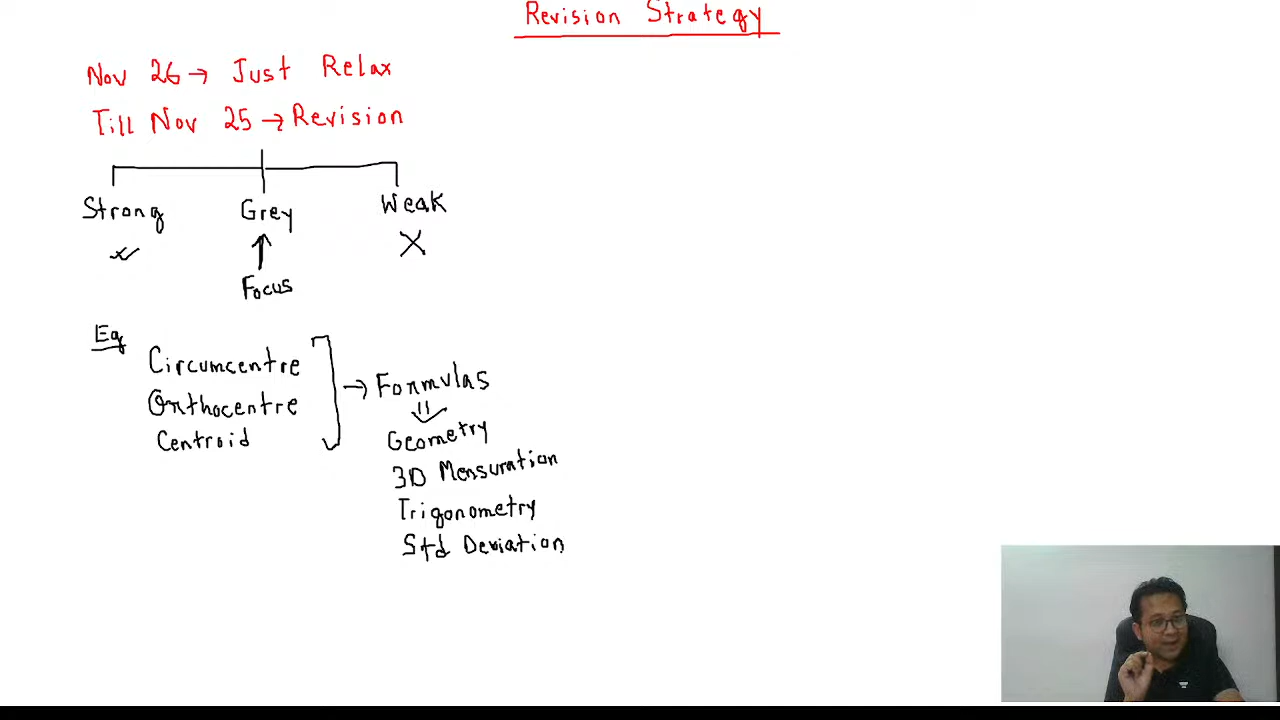 Revision Strategy
Nov 26 → Just Relax
Till Nov 25 → Revision
Strong Grey Weak
Focus
Eg
Circumcentre
Orthocentre
Centroid
→ Formulas
Geometry
3D Mensuration
Trigonometry
Std Deviation